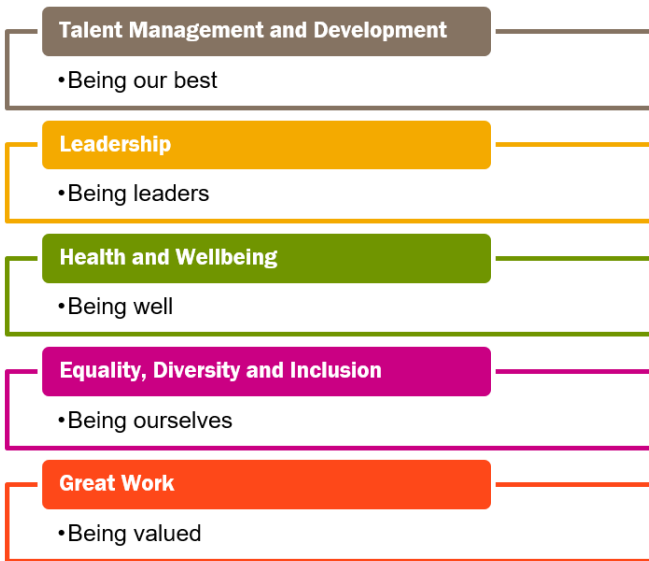 Talent Management and Development
•Being our best
Leadership
•Being leaders
Health and Wellbeing
•Being well
Equality, Diversity and Inclusion
•Being ourselves
Great Work
•Being valued